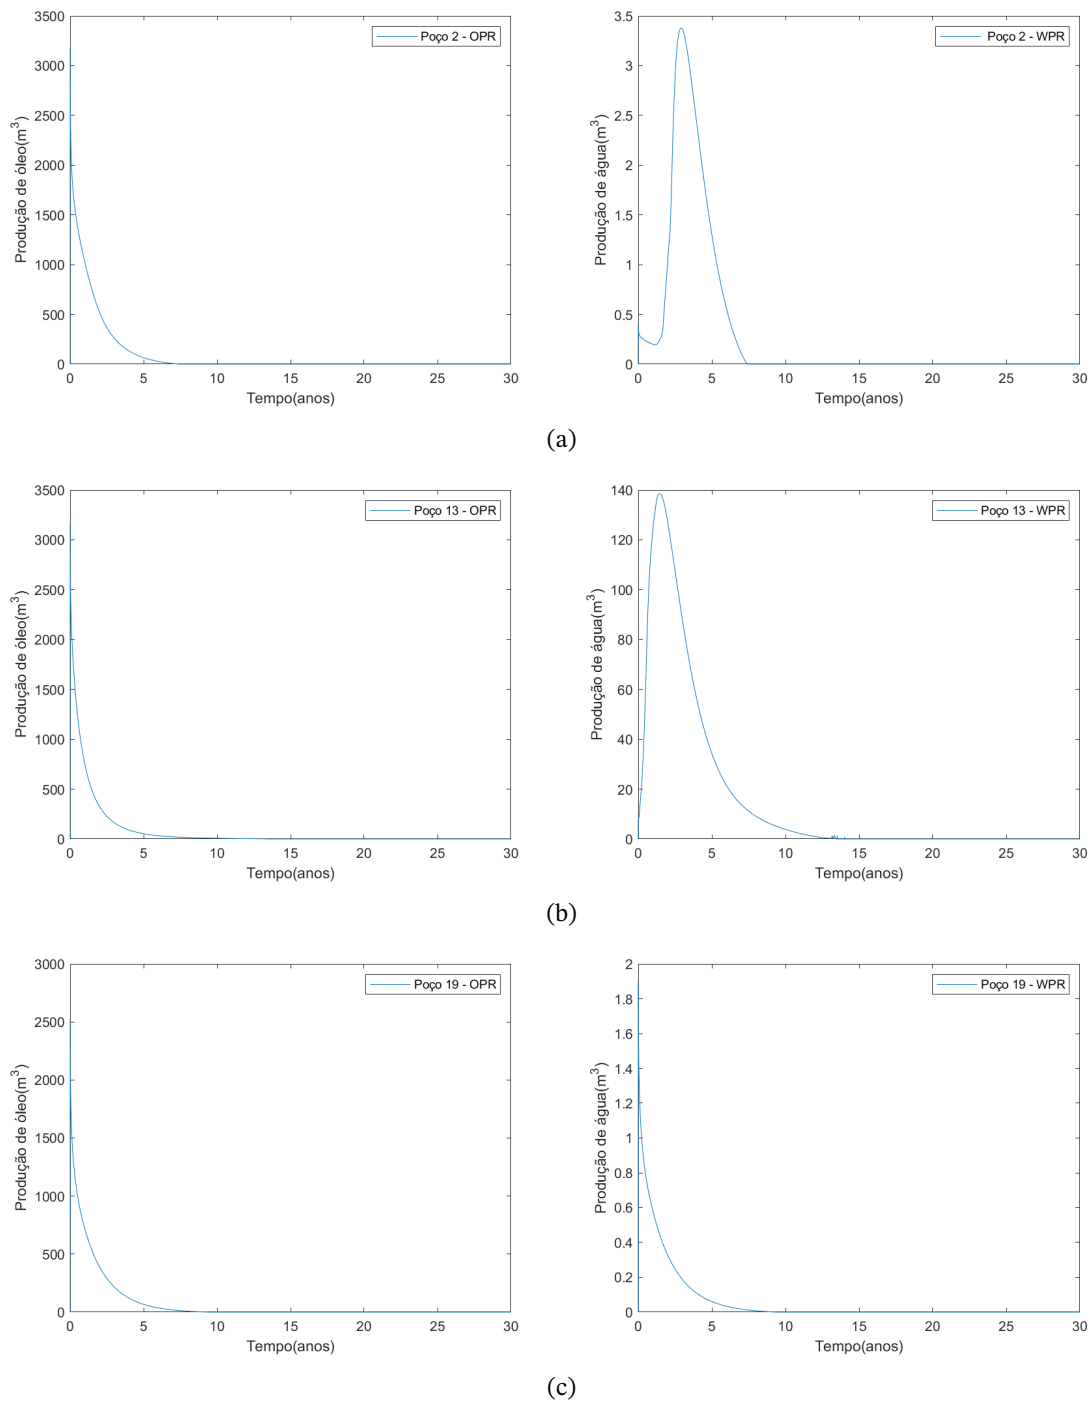 3500
3000
2500
2000
1500
1000
500
0
Produção de óleo(m³)
Poço 2 - OPR
0 5 10 15 20 25 30
Tempo(anos)
3.5
3
2.5
2
1.5
1
0.5
0
Produção de água(m³)
Poço 2 - WPR
0 5 10 15 20 25 30
Tempo(anos)
(a)
3500
3000
2500
2000
1500
1000
500
0
Produção de óleo(m³)
Poço 13 - OPR
0 5 10 15 20 25 30
Tempo(anos)
140
120
100
80
60
40
20
0
Produção de água(m³)
Poço 13 - WPR
0 5 10 15 20 25 30
Tempo(anos)
(b)
3000
2500
2000
1500
1000
500
0
Produção de óleo(m³)
Poço 19 - OPR
0 5 10 15 20 25 30
Tempo(anos)
2
1.8
1.6
1.4
1.2
1
0.8
0.6
0.4
0.2
0
Produção de água(m³)
Poço 19 - WPR
0 5 10 15 20 25 30
Tempo(anos)
(c)